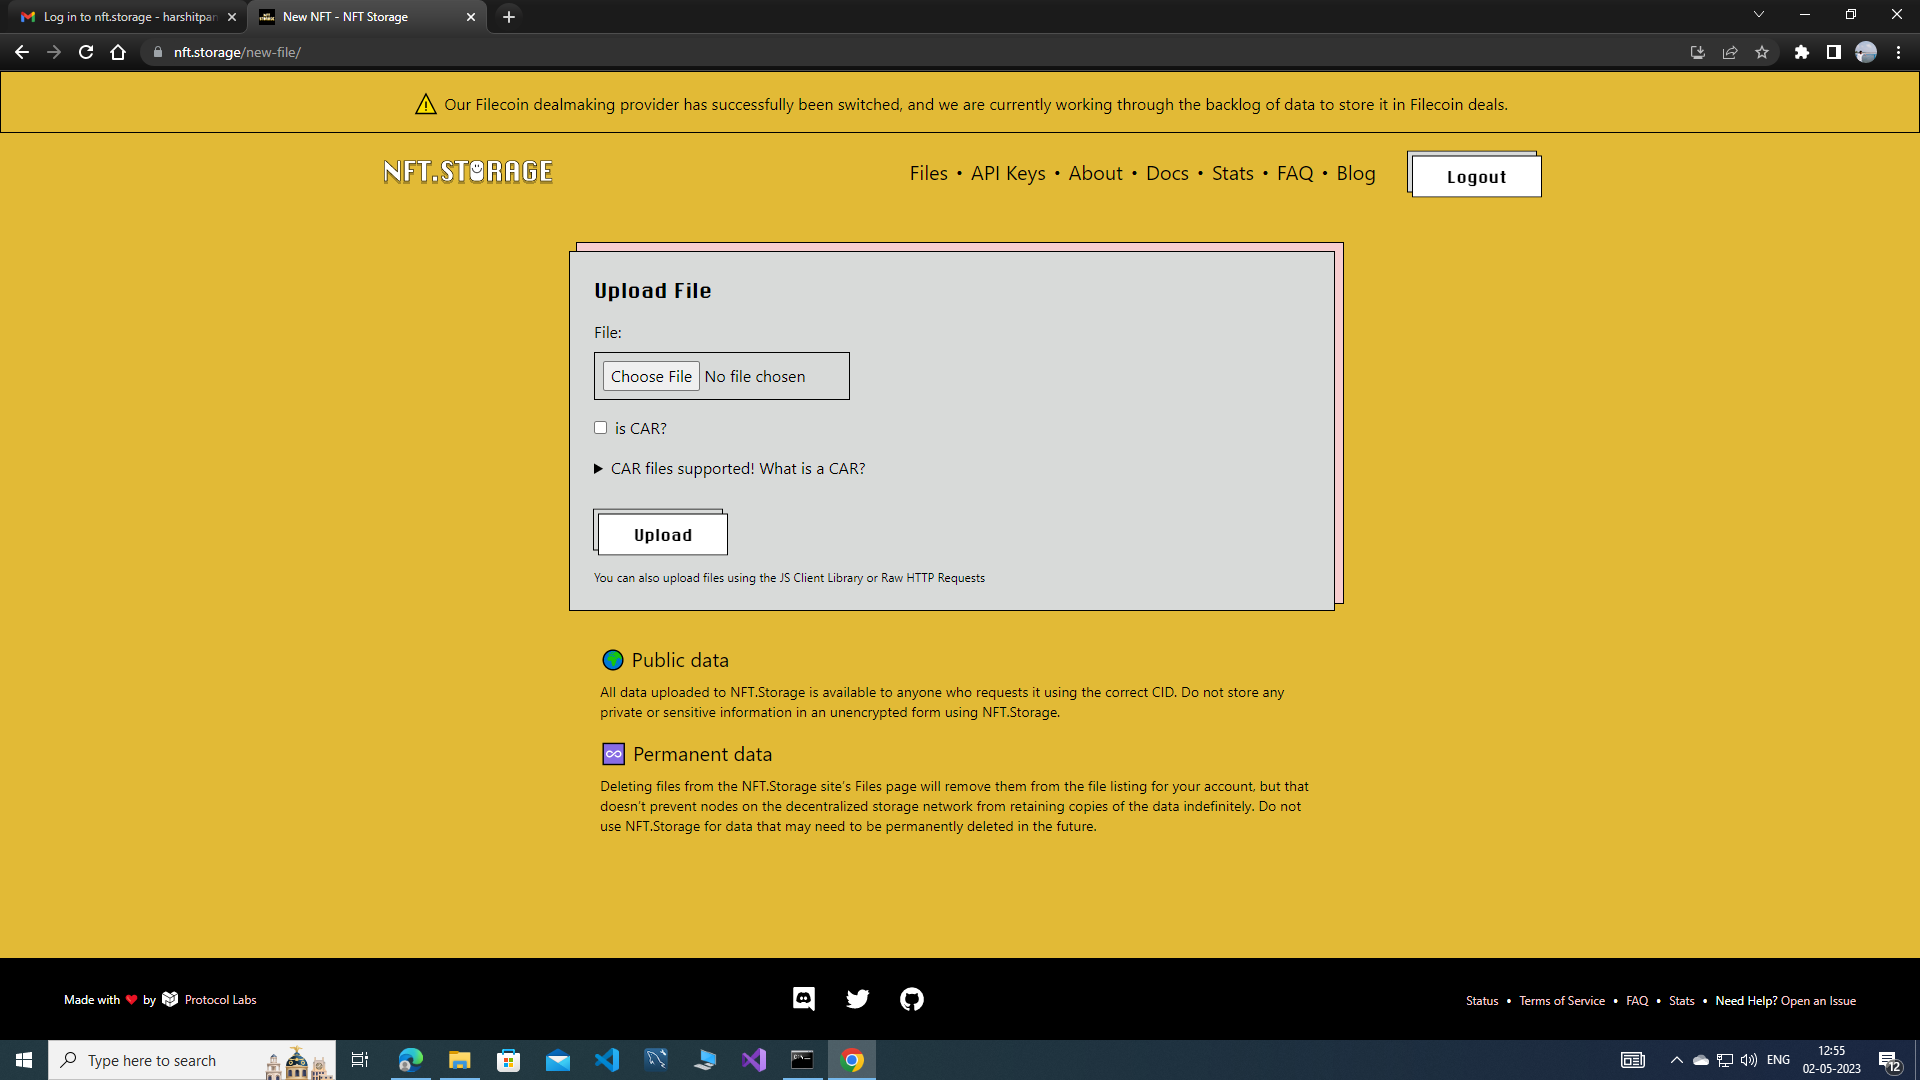 Log in to nft.storage - harshitpan
New NFT - NFT Storage
nft.storage/new-file/
Our Filecoin dealmaking provider has successfully been switched, and we are currently working through the backlog of data to store it in Filecoin deals.
NFT.STORAGE
Files • API Keys • About • Docs • Stats • FAQ • Blog
Logout
Upload File
File:
Choose File No file chosen
is CAR?
CAR files supported! What is a CAR?
Upload
You can also upload files using the JS Client Library or Raw HTTP Requests
Public data
All data uploaded to NFT.Storage is available to anyone who requests it using the correct CID. Do not store any
private or sensitive information in an unencrypted form using NFT.Storage.
Permanent data
Deleting files from the NFT.Storage site's Files page will remove them from the file listing for your account, but that
doesn't prevent nodes on the decentralized storage network from retaining copies of the data indefinitely. Do not
use NFT.Storage for data that may need to be permanently deleted in the future.
Made with ❤ by Protocol Labs
Status • Terms of Service • FAQ • Stats • Need Help? Open an Issue
Type here to search
ENG
12:55
02-05-2023
12